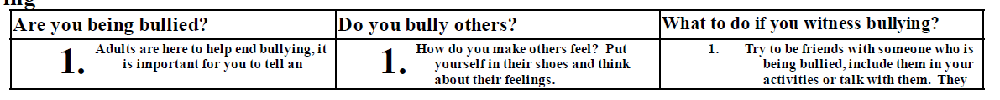 ing
Are you being bullied?
Do you bully others?
What to do if you witness bullying?
1. Adults are here to help end bullying, it
is important for you to tell an
1. How do you make others feel?  Put
yourself in their shoes and think
about their feelings.
1. Try to be friends with someone who is
being bullied, include them in your
activities or talk with them.  They